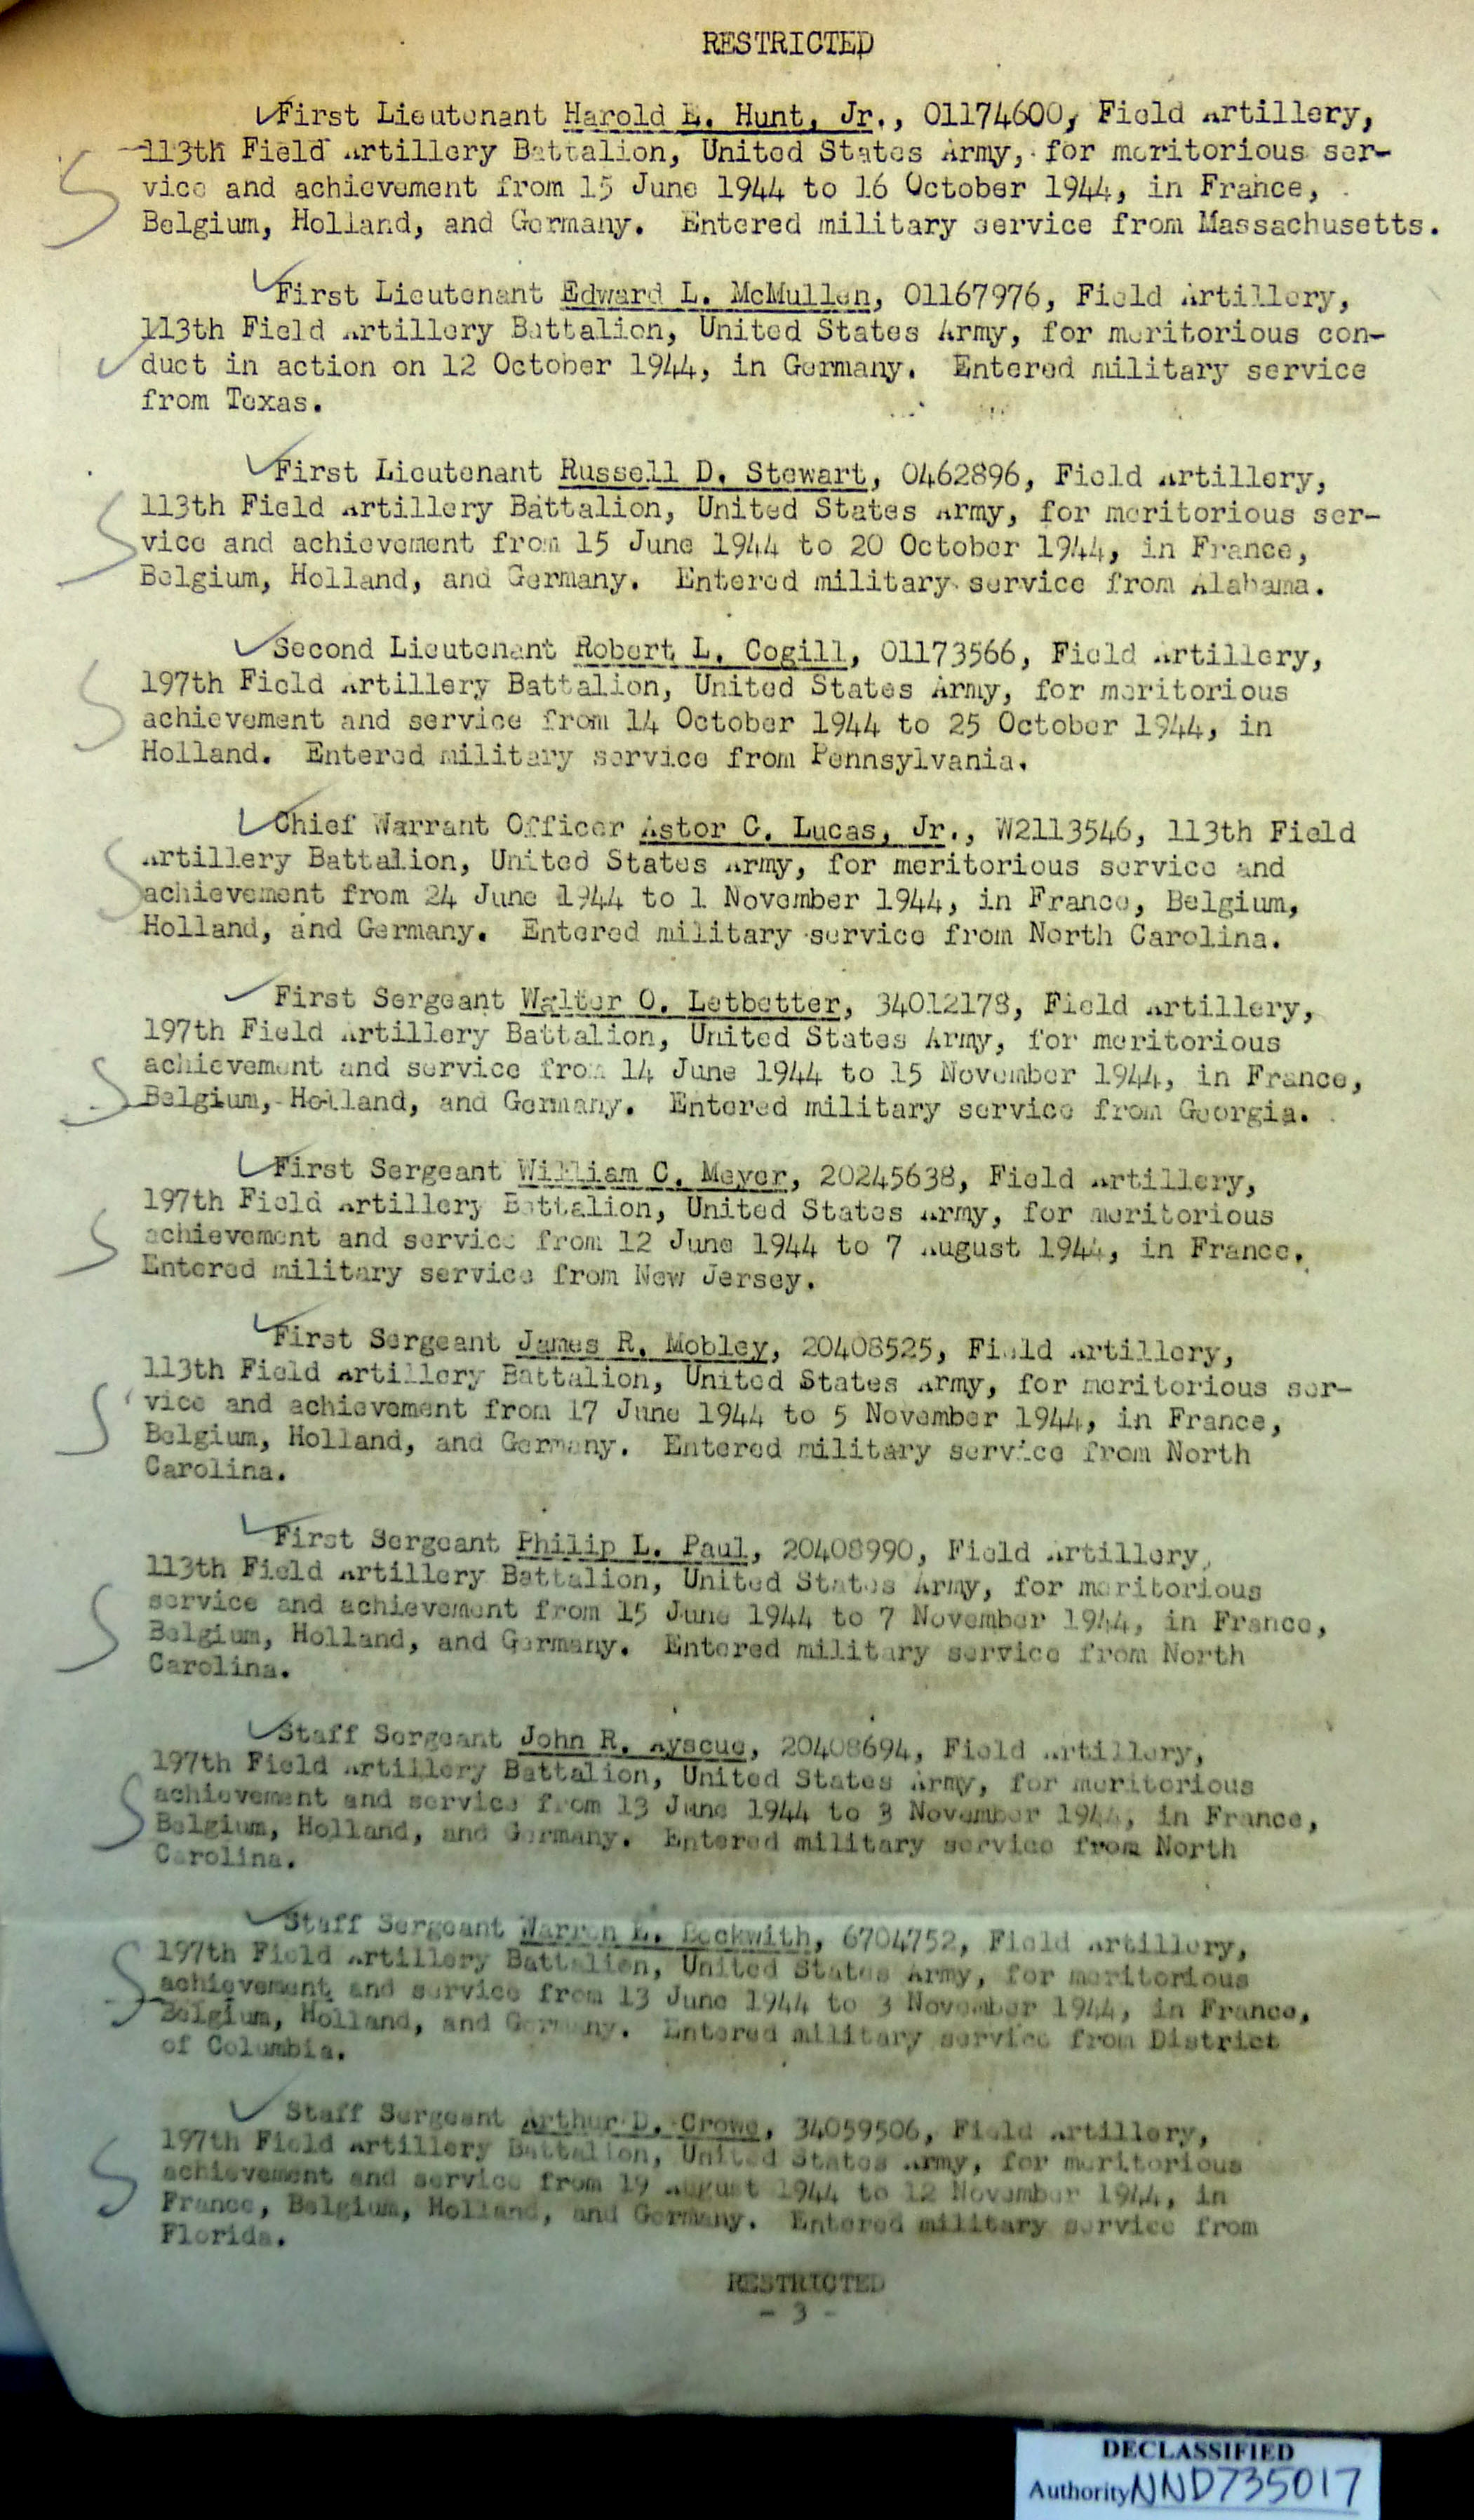 RESTRICTED
First Lieutenant Harold E. Hunt, Jr., 01174600, Field Artillery,
113th Field Artillery Battalion, United States Army, for meritorious ser-
vice and achievement from 15 June 1944 to 16 October 1944, in France,
Belgium, Holland, and Germany. Entered military service from Massachusetts.
First Lieutenant Edward L. McMullen, 01167976, Field Artillery,
113th Field Artillery Battalion, United States Army, for meritorious con-
duct in action on 12 October 1944, in Germany. Entered military service
from Texas.
First Lieutenant Russell D. Stewart, 0462896, Field Artillery,
113th Field Artillery Battalion, United States Army, for meritorious ser-
vice and achievement from 15 June 1944 to 20 October 1944, in France,
Belgium, Holland, and Germany. Entered military service from Alabama.
Second Lieutenant Robert L. Cogill, 01173566, Field Artillery,
197th Field Artillery Battalion, United States Army, for meritorious
achievement and service from 14 October 1944 to 25 October 1944, in
Holland. Entered military service from Pennsylvania.
Chief Warrant Officer Astor C. Lucas, Jr., W2113546, 113th Field
Artillery Battalion, United States Army, for meritorious service and
achievement from 24 June 1944 to 1 November 1944, in France, Belgium,
Holland, and Germany. Entered military service from North Carolina.
First Sergeant Walter O. Letbetter, 34012178, Field Artillery,
197th Field Artillery Battalion, United States Army, for meritorious
achievement and service from 14 June 1944 to 15 November 1944, in France,
Belgium, Holland, and Germany. Entered military service from Georgia.
First Sergeant William C. Meyer, 20245638, Field Artillery,
197th Field Artillery Battalion, United States Army, for meritorious
achievement and service from 12 June 1944 to 7 August 1944, in France.
Entered military service from New Jersey.
First Sergeant James R. Mobley, 20408525, Field Artillery,
113th Field Artillery Battalion, United States Army, for meritorious ser-
vice and achievement from 17 June 1944 to 5 November 1944, in France,
Belgium, Holland, and Germany. Entered military service from North
Carolina.
First Sergeant Philip L. Paul, 20408990, Field Artillery,
113th Field Artillery Battalion, United States Army, for meritorious
service and achievement from 15 June 1944 to 7 November 1944, in France,
Belgium, Holland, and Germany. Entered military service from North
Carolina.
Staff Sergeant John R. Ayscue, 20408694, Field Artillery,
197th Field Artillery Battalion, United States Army, for meritorious
achievement and service from 13 June 1944 to 3 November 1944, in France,
Belgium, Holland, and Germany. Entered military service from North
Carolina.
Staff Sergeant Warren Beckwith, 6704752, Field Artillery,
197th Field Artillery Battalion, United States Army, for meritorious
achievement and service from 13 June 1944 to 3 November 1944, in France,
Belgium, Holland, and Germany. Entered military service from District
of Columbia.
Staff Sergeant Arthur D. Crowe, 34059506, Field Artillery,
197th Field Artillery Battalion, United States Army, for meritorious
achievement and service from 19 August 1944 to 12 November 1944, in
France, Belgium, Holland, and Germany. Entered military service from
Florida.
RESTRICTED
- 3 -
DECLASSIFIED
Authority NND735017